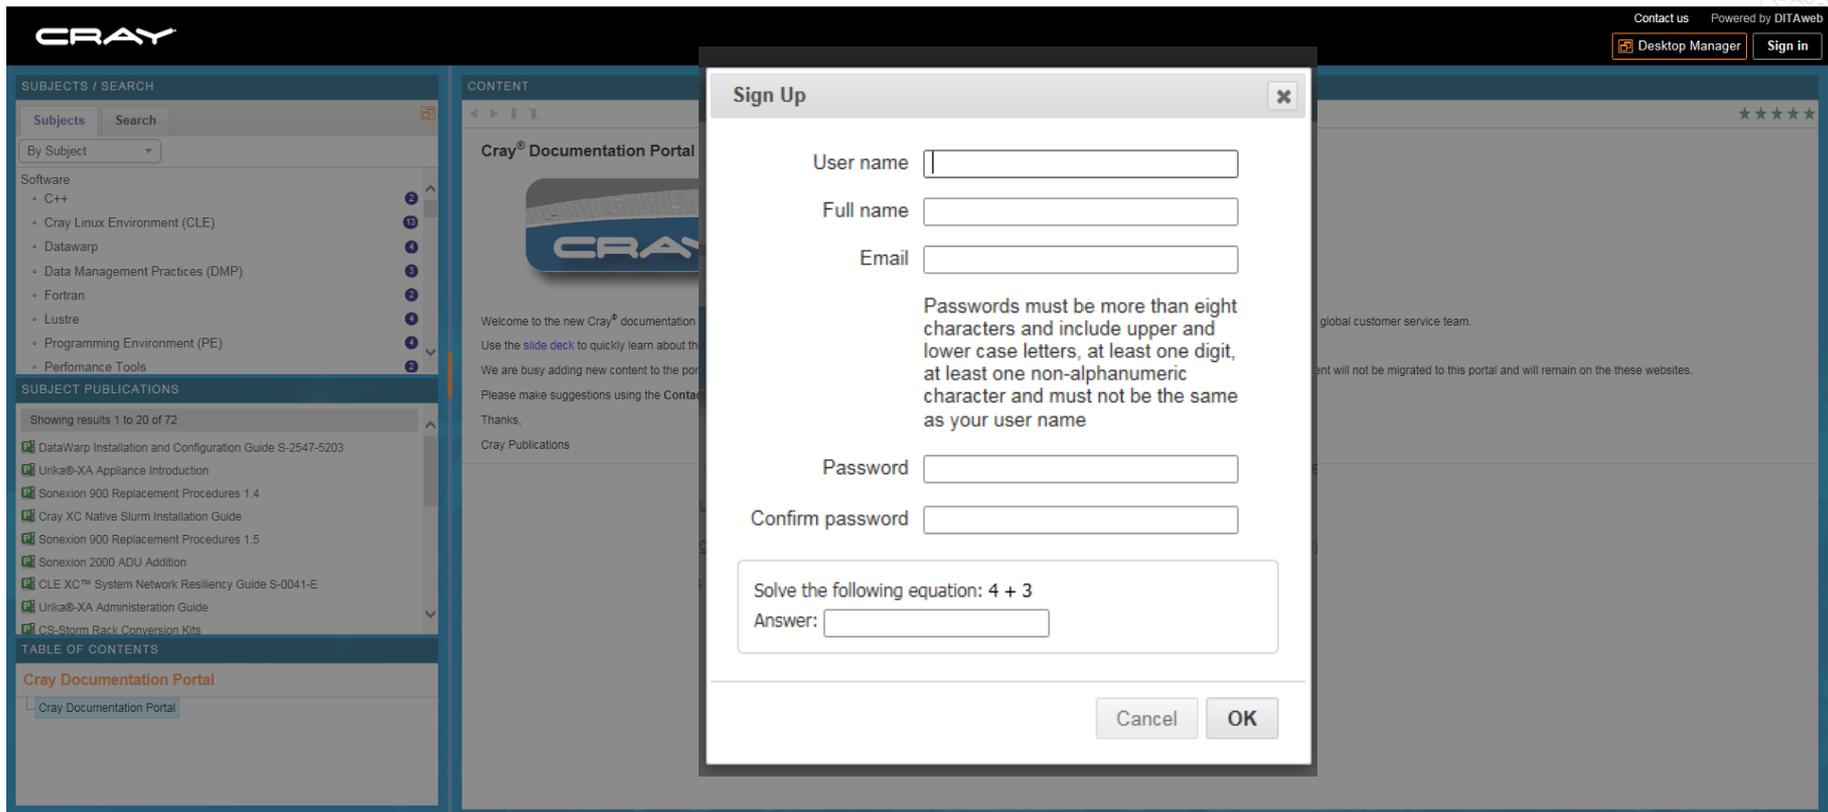 CRAY
Contact us
Powered by DITAweb
Desktop Manager
Sign in
SUBJECTS / SEARCH
Subjects
Search
By Subject
Software
C++ 2
Cray Linux Environment (CLE) 13
Datawarp 4
Data Management Practices (DMP) 3
Fortran 2
Lustre 4
Programming Environment (PE) 4
Perfomance Tools 2
SUBJECT PUBLICATIONS
Showing results 1 to 20 of 72
DataWarp Installation and Configuration Guide S-2547-5203
Urika®-XA Appliance Introduction
Sonexion 900 Replacement Procedures 1.4
Cray XC Native Slurm Installation Guide
Sonexion 900 Replacement Procedures 1.5
Sonexion 2000 ADU Addition
CLE XC™ System Network Resiliency Guide S-0041-E
Urika®-XA Administeration Guide
CS-Storm Rack Conversion Kits
TABLE OF CONTENTS
Cray Documentation Portal
Cray Documentation Portal
CONTENT
Cray® Documentation Portal
CRAY
Welcome to the new Cray® documentation
global customer service team.
Use the slide deck to quickly learn about
We are busy adding new content to the
will not be migrated to this portal and will remain on the these websites.
Please make suggestions using the
Thanks,
Cray Publications
Sign Up
User name
Full name
Email
Passwords must be more than eight
characters and include upper and
lower case letters, at least one digit,
at least one non-alphanumeric
character and must not be the same
as your user name
Password
Confirm password
Solve the following equation: 4 + 3
Answer:
Cancel
OK